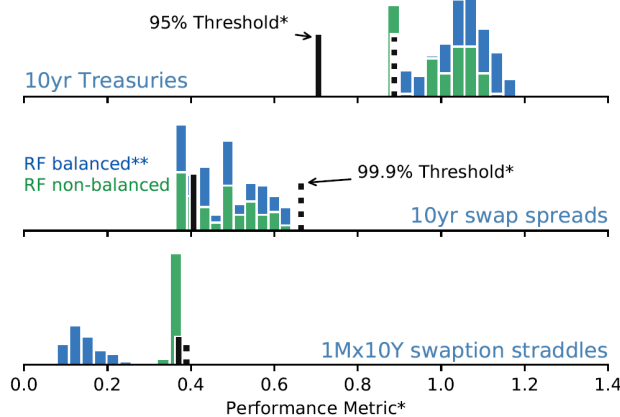 95% Threshold*
10yr Treasuries
RF balanced**
RF non-balanced
99.9% Threshold*
10yr swap spreads
1Mx10Y swaption straddles
0.0 0.2 0.4 0.6 0.8 1.0 1.2 1.4
Performance Metric*